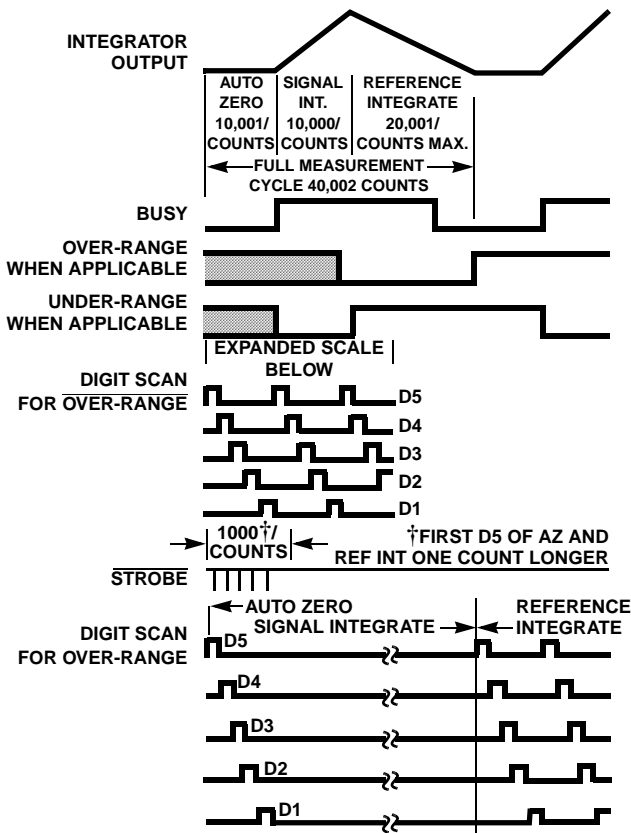 INTEGRATOR
OUTPUT
AUTO
ZERO
10,001/
COUNTS
SIGNAL
INT.
10,000/
COUNTS
REFERENCE
INTEGRATE
20,001/
COUNTS MAX.
FULL MEASUREMENT
CYCLE 40,002 COUNTS
BUSY
OVER-RANGE
WHEN APPLICABLE
UNDER-RANGE
WHEN APPLICABLE
EXPANDED SCALE
BELOW
DIGIT SCAN
FOR OVER-RANGE
D5
D4
D3
D2
D1
1000†/
COUNTS
†FIRST D5 OF AZ AND
REF INT ONE COUNT LONGER
STROBE
AUTO ZERO
SIGNAL INTEGRATE
REFERENCE
INTEGRATE
DIGIT SCAN
FOR OVER-RANGE
D5
D4
D3
D2
D1